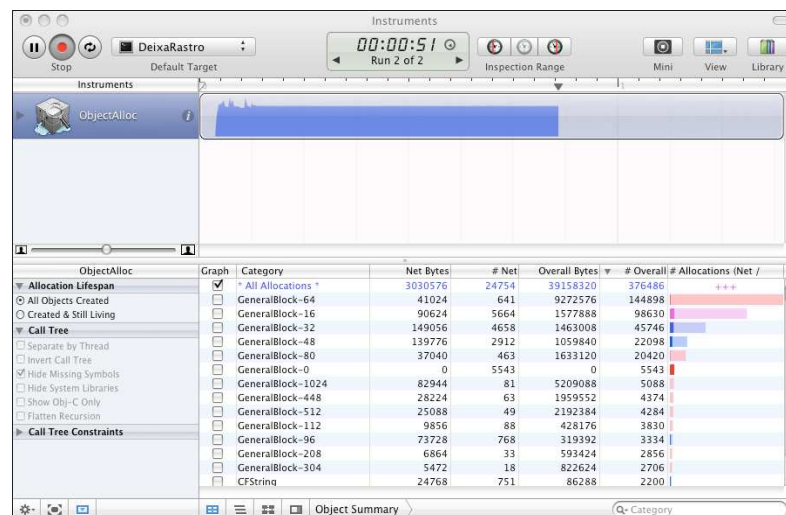 Instruments
DeixaRastro
00:00:51
Run 2 of 2
Stop
Default Target
Inspection Range
Mini
View
Library
Instruments
ObjectAlloc
ObjectAlloc
Graph Category Net Bytes # Net Overall Bytes # Overall # Allocations (Net /
Allocation Lifespan
All Objects Created
Created & Still Living
Call Tree
Separate by Thread
Invert Call Tree
Hide Missing Symbols
Hide System Libraries
Show Obj-C Only
Flatten Recursion
Call Tree Constraints
* All Allocations * 3030576 24754 39158320 376486 +++
GeneralBlock-64 41024 641 9272576 144898
GeneralBlock-16 90624 5664 1577888 98630
GeneralBlock-32 149056 4658 1463008 45746
GeneralBlock-48 139776 2912 1059840 22098
GeneralBlock-80 37040 463 1633120 20420
GeneralBlock-0 0 5543 0 5543
GeneralBlock-1024 82944 81 5209088 5088
GeneralBlock-448 28224 63 1959552 4374
GeneralBlock-512 25088 49 2192384 4284
GeneralBlock-112 9856 88 428176 3830
GeneralBlock-96 73728 768 319392 3334
GeneralBlock-208 6864 33 593424 2856
GeneralBlock-304 5472 18 822624 2706
CFString 24768 751 86288 2200
Object Summary
Category